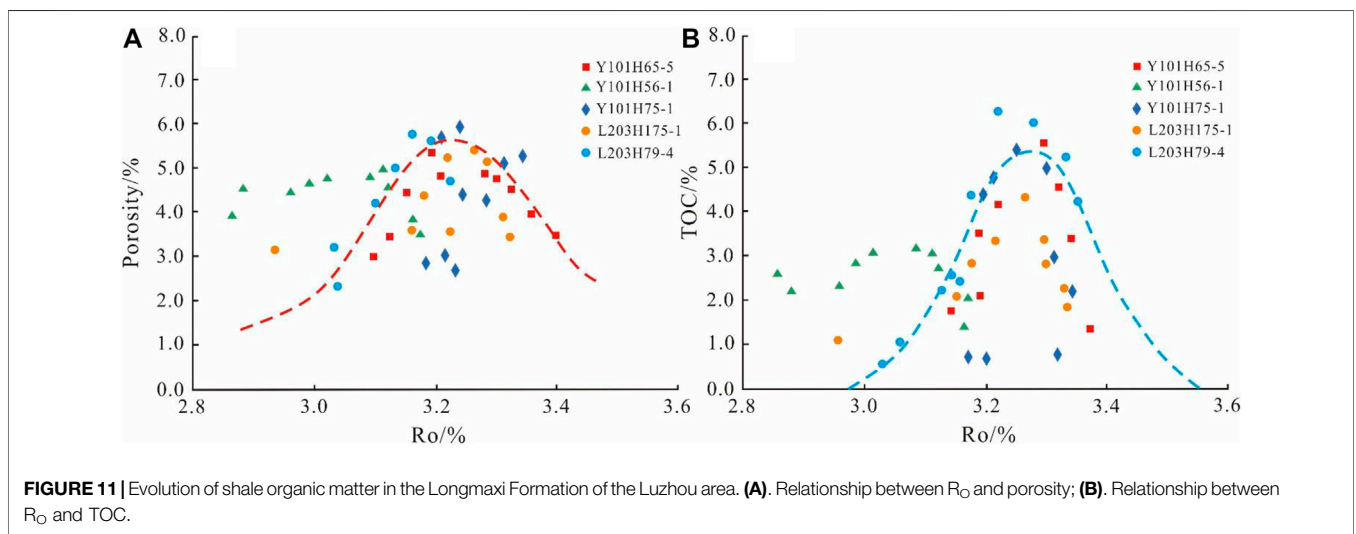 A
8.0
7.0
6.0
5.0
4.0
3.0
2.0
1.0
0.0
Porosity/%
2.8 3.0 3.2 3.4 3.6
Ro/%
Y101H65-5
Y101H56-1
Y101H75-1
L203H175-1
L203H79-4
B
8.0
7.0
6.0
5.0
4.0
3.0
2.0
1.0
0.0
TOC/%
2.8 3.0 3.2 3.4 3.6
Ro/%
Y101H65-5
Y101H56-1
Y101H75-1
L203H175-1
L203H79-4
FIGURE 11 | Evolution of shale organic matter in the Longmaxi Formation of the Luzhou area. (A). Relationship between RO and porosity; (B). Relationship between
RO and TOC.